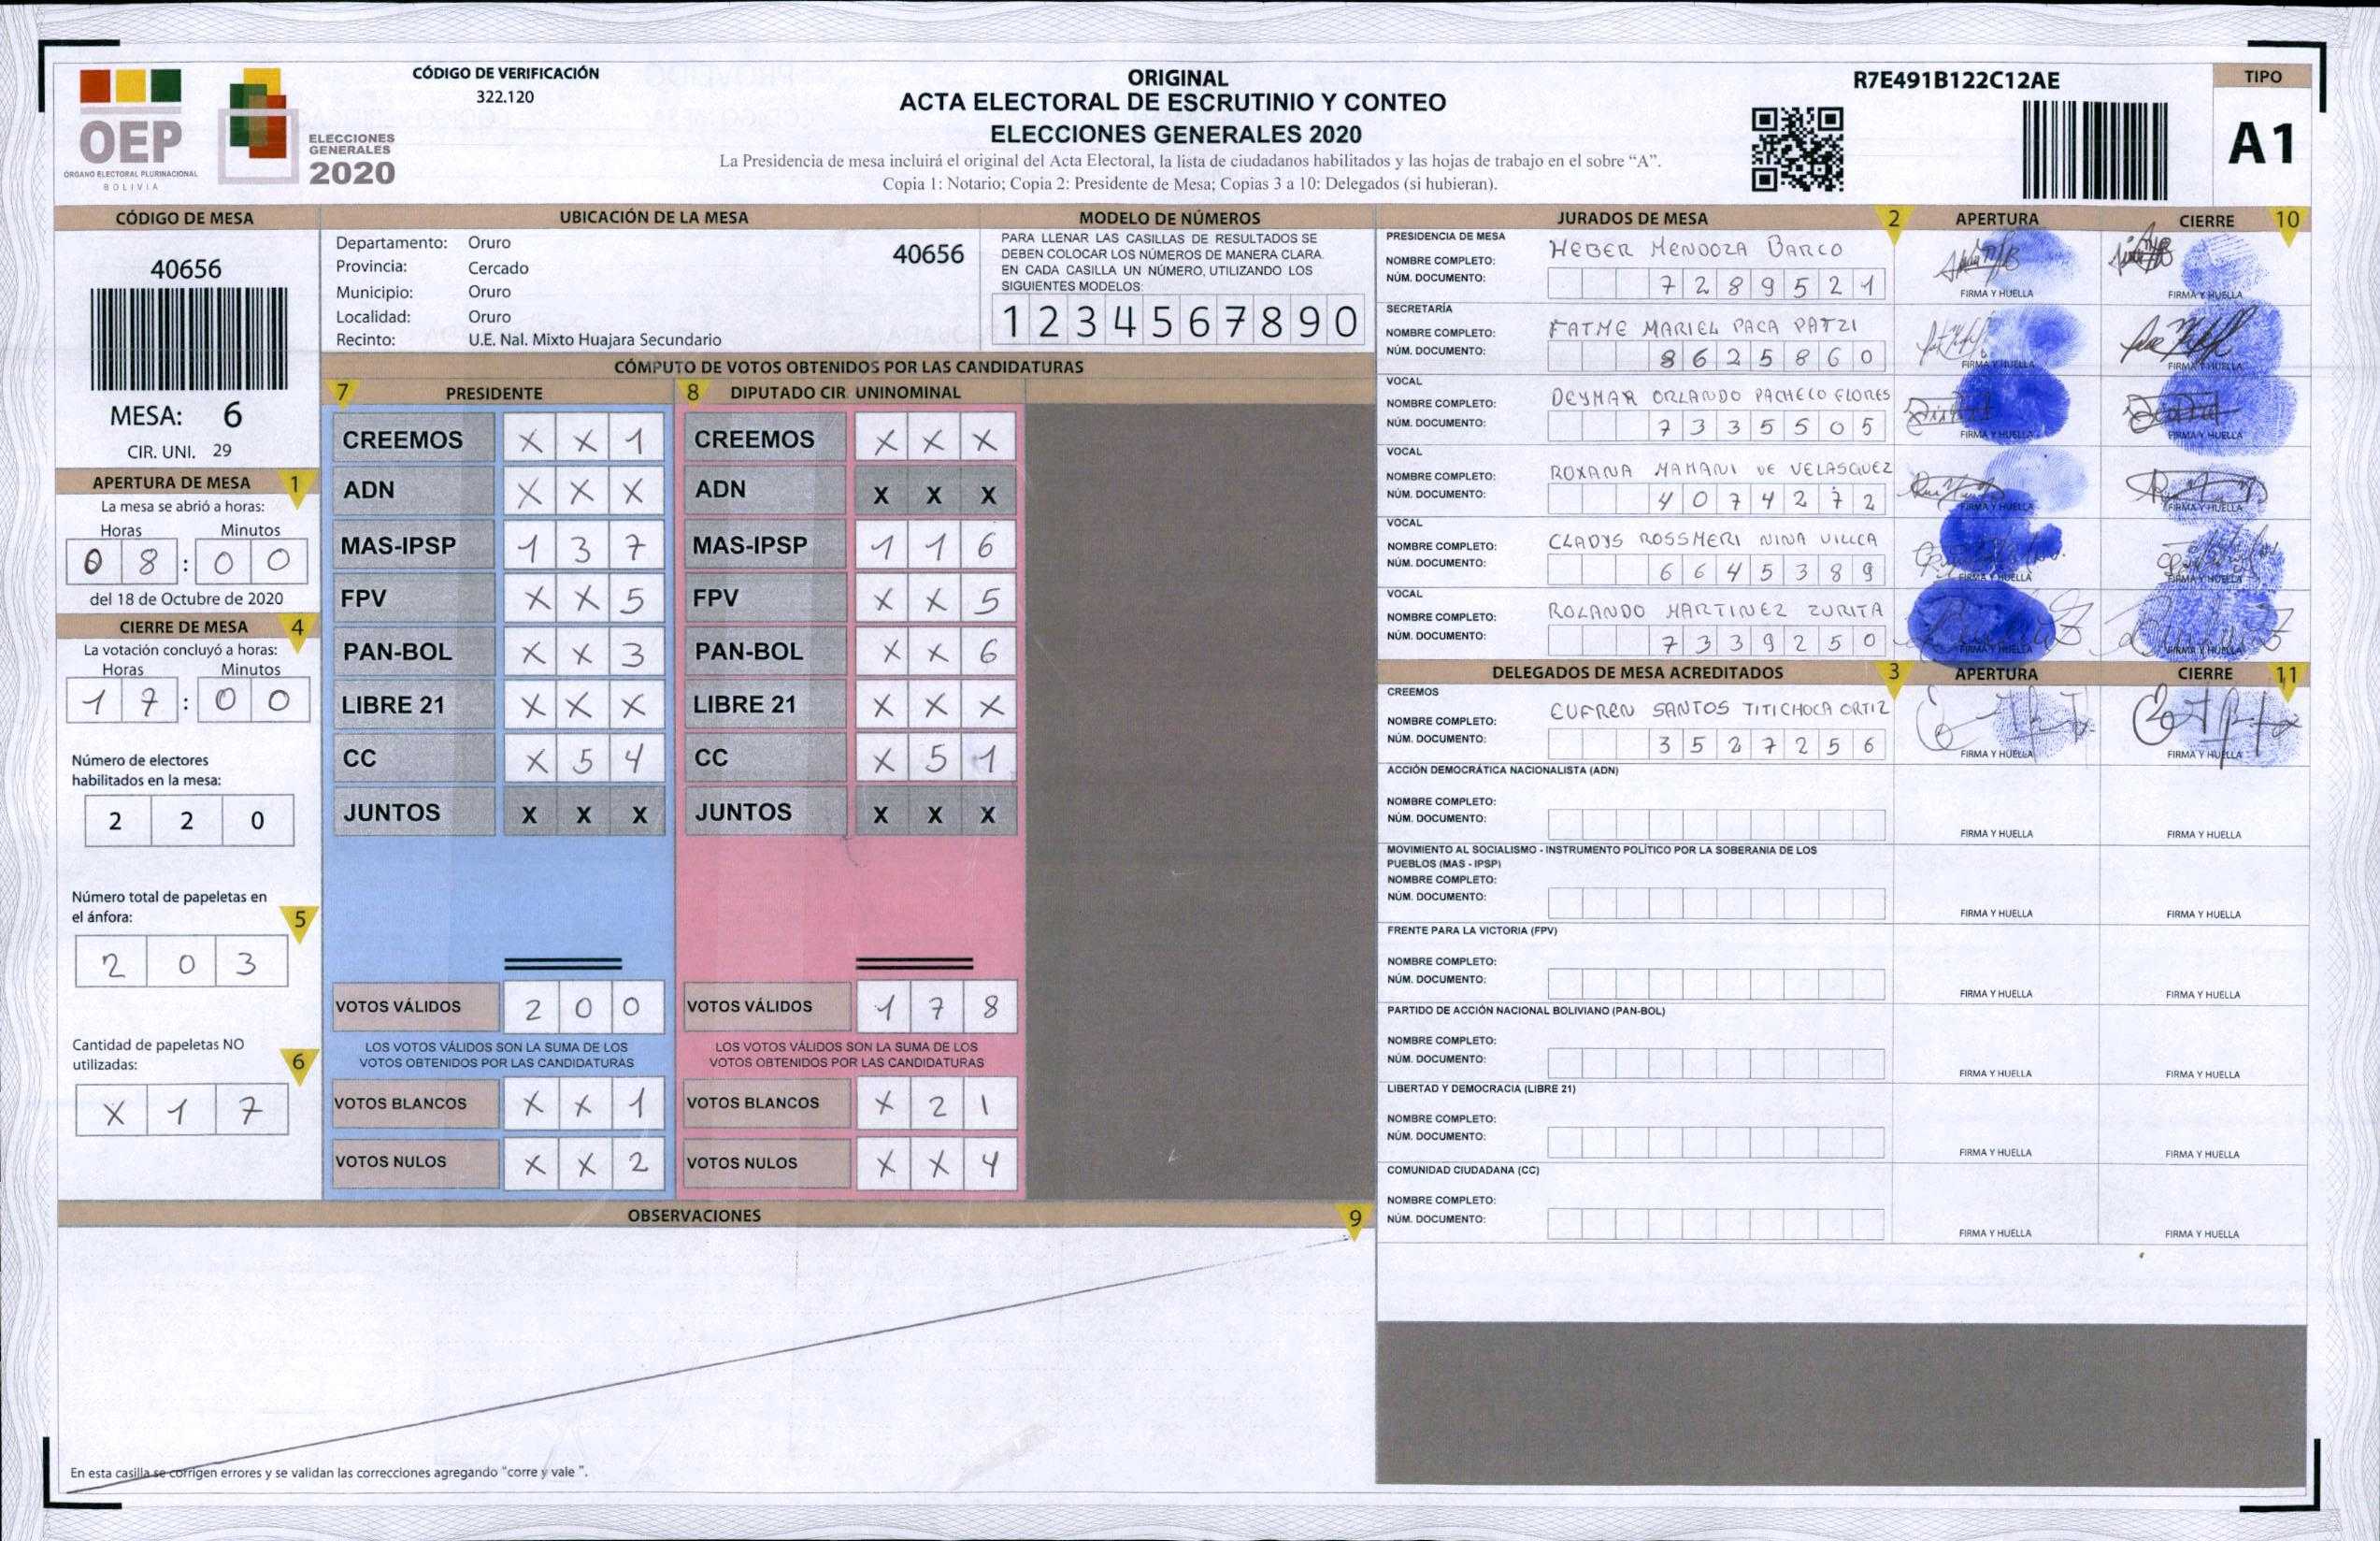 OEP
ÓRGANO ELECTORAL PLURINACIONAL
BOLIVIA
ELECCIONES
GENERALES
2020
CÓDIGO DE VERIFICACIÓN
322.120
ORIGINAL
ACTA ELECTORAL DE ESCRUTINIO Y CONTEO
ELECCIONES GENERALES 2020
La Presidencia de mesa incluirá el original del Acta Electoral, la lista de ciudadanos habilitados y las hojas de trabajo en el sobre “A”.
Copia 1: Notario; Copia 2: Presidente de Mesa; Copias 3 a 10: Delegados (si hubieran).
R7E491B122C12AE
TIPO
A1
CÓDIGO DE MESA
40656
MESA: 6
CIR. UNI. 29
APERTURA DE MESA 1
La mesa se abrió a horas:
Horas Minutos
0 8 : 0 0
del 18 de Octubre de 2020
CIERRE DE MESA 4
La votación concluyó a horas:
Horas Minutos
1 7 : 0 0
Número de electores
habilitados en la mesa:
2 2 0
Número total de papeletas en
el ánfora: 5
2 0 3
Cantidad de papeletas NO
utilizadas: 6
X 1 7
UBICACIÓN DE LA MESA
Departamento: Oruro 40656
Provincia: Cercado
Municipio: Oruro
Localidad: Oruro
Recinto: U.E. Nal. Mixto Huajara Secundario
MODELO DE NÚMEROS
PARA LLENAR LAS CASILLAS DE RESULTADOS SE
DEBEN COLOCAR LOS NÚMEROS DE MANERA CLARA.
EN CADA CASILLA UN NÚMERO, UTILIZANDO LOS
SIGUIENTES MODELOS:
1 2 3 4 5 6 7 8 9 0
CÓMPUTO DE VOTOS OBTENIDOS POR LAS CANDIDATURAS
7 PRESIDENTE
CREEMOS X X 1
ADN X X X
MAS-IPSP 1 3 7
FPV X X 5
PAN-BOL X X 3
LIBRE 21 X X X
CC X 5 4
JUNTOS X X X
VOTOS VÁLIDOS 2 0 0
LOS VOTOS VÁLIDOS SON LA SUMA DE LOS
VOTOS OBTENIDOS POR LAS CANDIDATURAS
VOTOS BLANCOS X X 1
VOTOS NULOS X X 2
8 DIPUTADO CIR. UNINOMINAL
CREEMOS X X X
ADN X X X
MAS-IPSP 1 1 6
FPV X X 5
PAN-BOL X X 6
LIBRE 21 X X X
CC X 5 1
JUNTOS X X X
VOTOS VÁLIDOS 1 7 8
LOS VOTOS VÁLIDOS SON LA SUMA DE LOS
VOTOS OBTENIDOS POR LAS CANDIDATURAS
VOTOS BLANCOS X 2 1
VOTOS NULOS X X 4
OBSERVACIONES 9
En esta casilla se corrigen errores y se validan las correcciones agregando "corre y vale ".
JURADOS DE MESA 2 APERTURA CIERRE 10
PRESIDENCIA DE MESA
NOMBRE COMPLETO: HEBER MENDOZA BARCO
NÚM. DOCUMENTO: 7 2 8 9 5 2 1
FIRMA Y HUELLA FIRMA Y HUELLA
SECRETARÍA
NOMBRE COMPLETO: FATME MARIEL PACA PATZI
NÚM. DOCUMENTO: 8 6 2 5 8 6 0
FIRMA Y HUELLA FIRMA Y HUELLA
VOCAL
NOMBRE COMPLETO: DEYMAR ORLANDO PACHECO FLORES
NÚM. DOCUMENTO: 7 3 3 5 5 0 5
FIRMA Y HUELLA FIRMA Y HUELLA
VOCAL
NOMBRE COMPLETO: ROXANA MAMANI DE VELASQUEZ
NÚM. DOCUMENTO: 4 0 7 4 2 7 2
FIRMA Y HUELLA FIRMA Y HUELLA
VOCAL
NOMBRE COMPLETO: CLADYS ROSSMERI NINA VILLCA
NÚM. DOCUMENTO: 6 6 4 5 3 8 9
FIRMA Y HUELLA FIRMA Y HUELLA
VOCAL
NOMBRE COMPLETO: ROLANDO MARTINEZ ZURITA
NÚM. DOCUMENTO: 7 3 3 9 2 5 0
FIRMA Y HUELLA FIRMA Y HUELLA
DELEGADOS DE MESA ACREDITADOS 3 APERTURA CIERRE 11
CREEMOS
NOMBRE COMPLETO: EUFREN SANTOS TITICHOCA ORTIZ
NÚM. DOCUMENTO: 3 5 2 7 2 5 6
FIRMA Y HUELLA FIRMA Y HUELLA
ACCIÓN DEMOCRÁTICA NACIONALISTA (ADN)
NOMBRE COMPLETO:
NÚM. DOCUMENTO:
FIRMA Y HUELLA FIRMA Y HUELLA
MOVIMIENTO AL SOCIALISMO - INSTRUMENTO POLÍTICO POR LA SOBERANIA DE LOS
PUEBLOS (MAS - IPSP)
NOMBRE COMPLETO:
NÚM. DOCUMENTO:
FIRMA Y HUELLA FIRMA Y HUELLA
FRENTE PARA LA VICTORIA (FPV)
NOMBRE COMPLETO:
NÚM. DOCUMENTO:
FIRMA Y HUELLA FIRMA Y HUELLA
PARTIDO DE ACCIÓN NACIONAL BOLIVIANO (PAN-BOL)
NOMBRE COMPLETO:
NÚM. DOCUMENTO:
FIRMA Y HUELLA FIRMA Y HUELLA
LIBERTAD Y DEMOCRACIA (LIBRE 21)
NOMBRE COMPLETO:
NÚM. DOCUMENTO:
FIRMA Y HUELLA FIRMA Y HUELLA
COMUNIDAD CIUDADANA (CC)
NOMBRE COMPLETO:
NÚM. DOCUMENTO:
FIRMA Y HUELLA FIRMA Y HUELLA